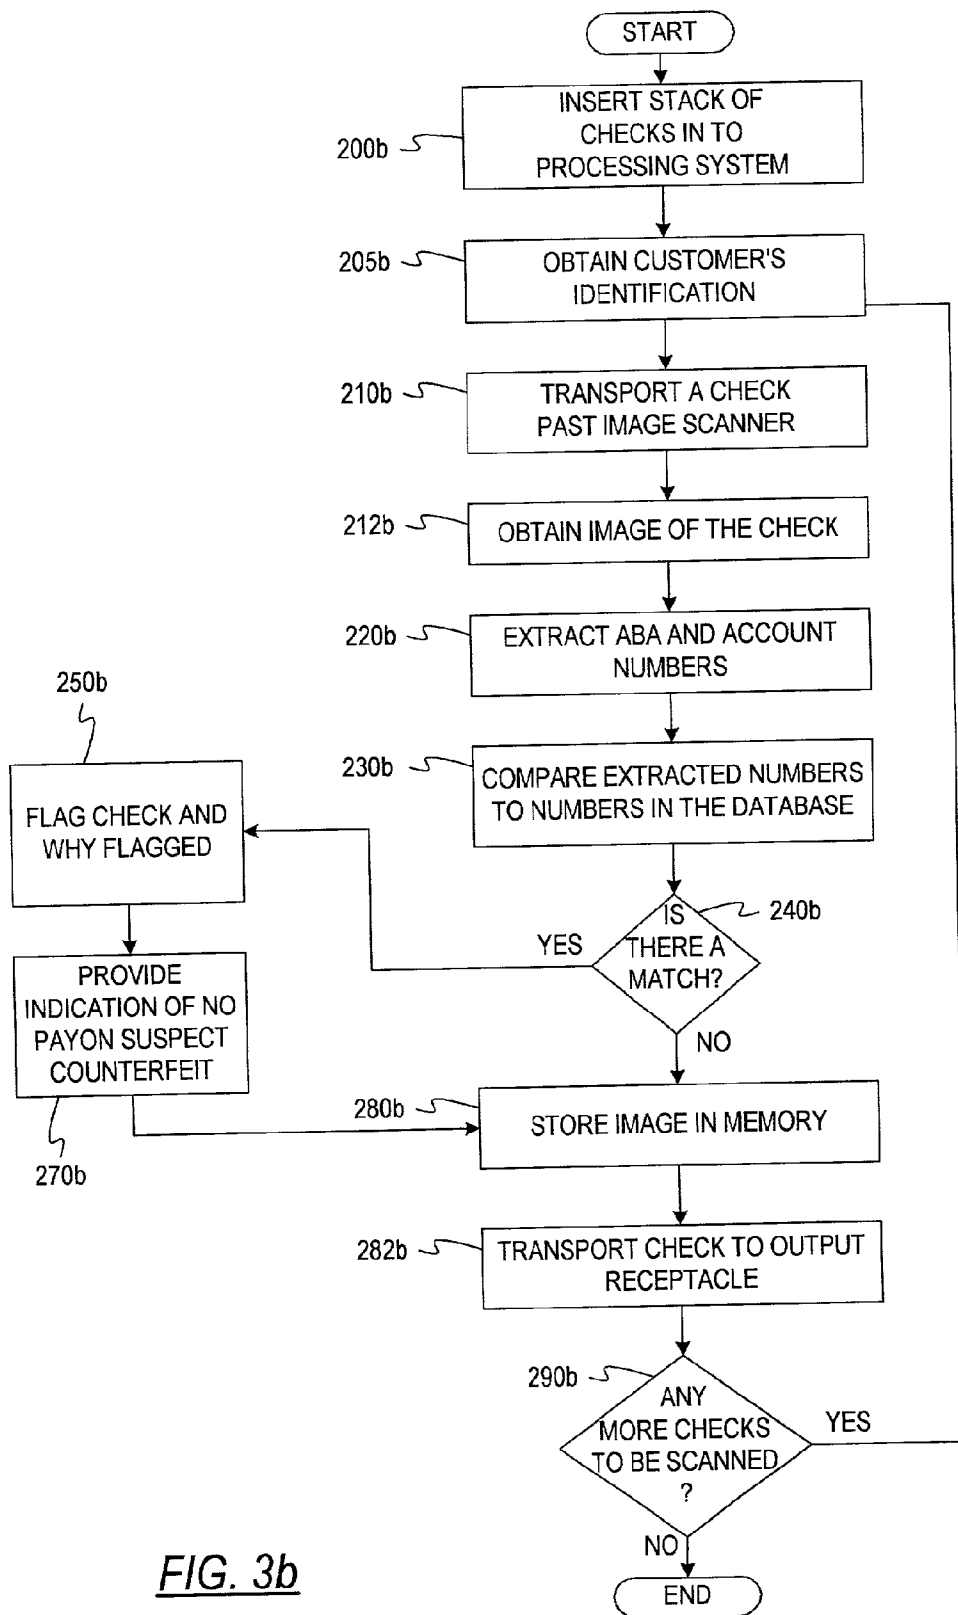 START
INSERT STACK OF
CHECKS IN TO
PROCESSING SYSTEM
200b
OBTAIN CUSTOMER'S
IDENTIFICATION
205b
TRANSPORT A CHECK
PAST IMAGE SCANNER
210b
OBTAIN IMAGE OF THE CHECK
212b
EXTRACT ABA AND ACCOUNT
NUMBERS
220b
COMPARE EXTRACTED NUMBERS
TO NUMBERS IN THE DATABASE
230b
IS
THERE A
MATCH?
240b
YES
NO
250b
FLAG CHECK AND
WHY FLAGGED
PROVIDE
INDICATION OF NO
PAYON SUSPECT
COUNTERFEIT
270b
STORE IMAGE IN MEMORY
280b
TRANSPORT CHECK TO OUTPUT
RECEPTACLE
282b
ANY
MORE CHECKS
TO BE SCANNED
?
290b
YES
NO
END
FIG. 3b